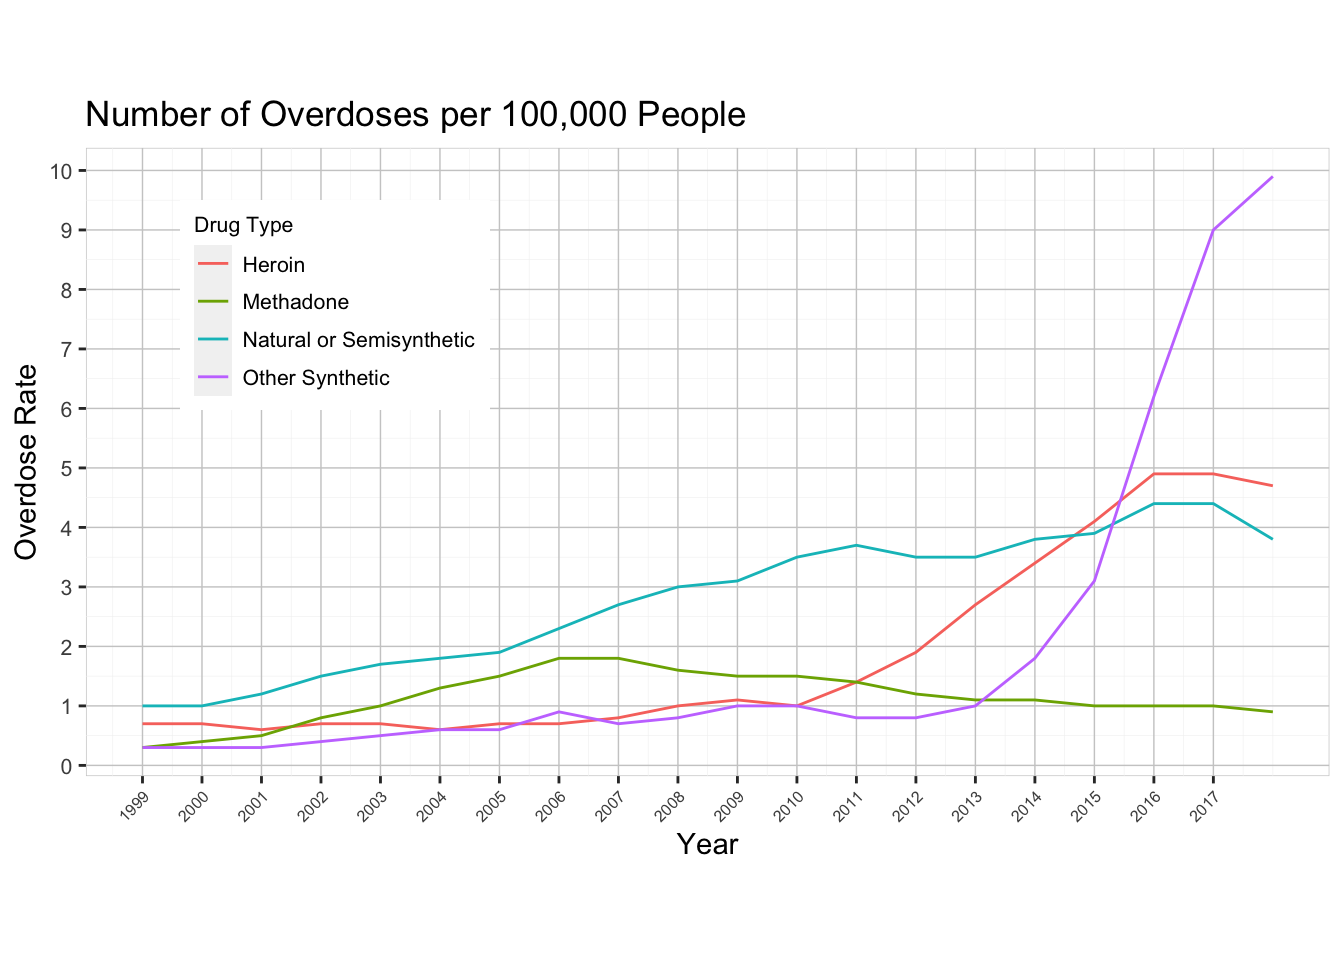 Number of Overdoses per 100,000 People
10
9
8
7
6
5
4
3
2
1
0
Overdose Rate
Drug Type
Heroin
Methadone
Natural or Semisynthetic
Other Synthetic
1999 2000 2001 2002 2003 2004 2005 2006 2007 2008 2009 2010 2011 2012 2013 2014 2015 2016 2017
Year